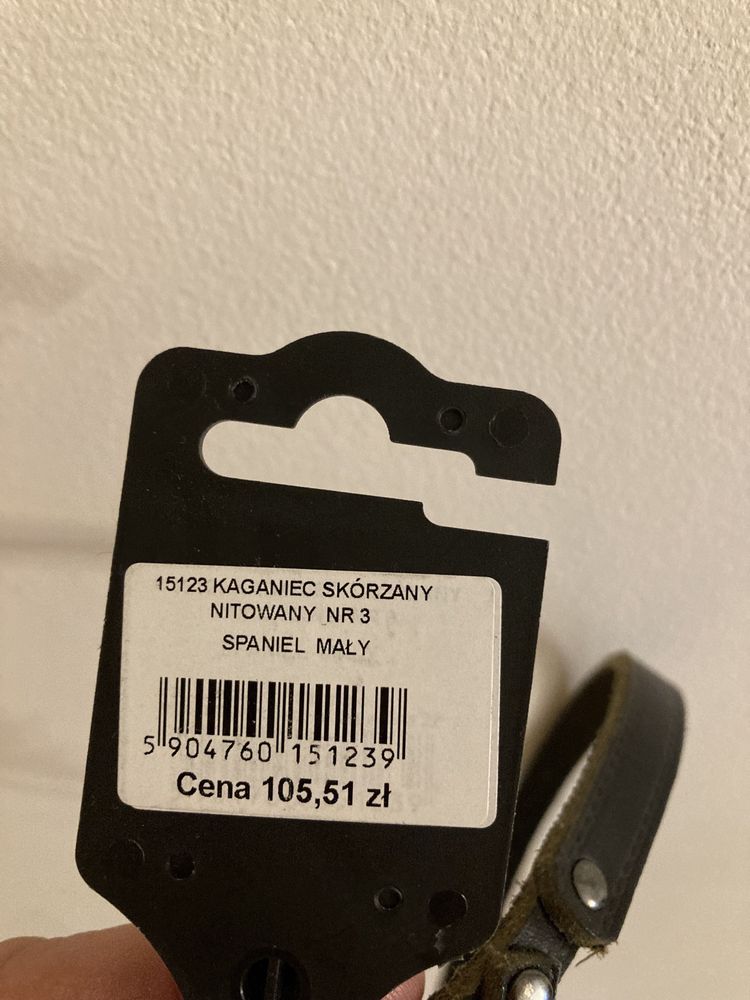 15123 KAGANIEC SKÓRZANY
NITOWANY NR 3
SPANIEL MAŁY
5 904760 151239
Cena 105,51 zł